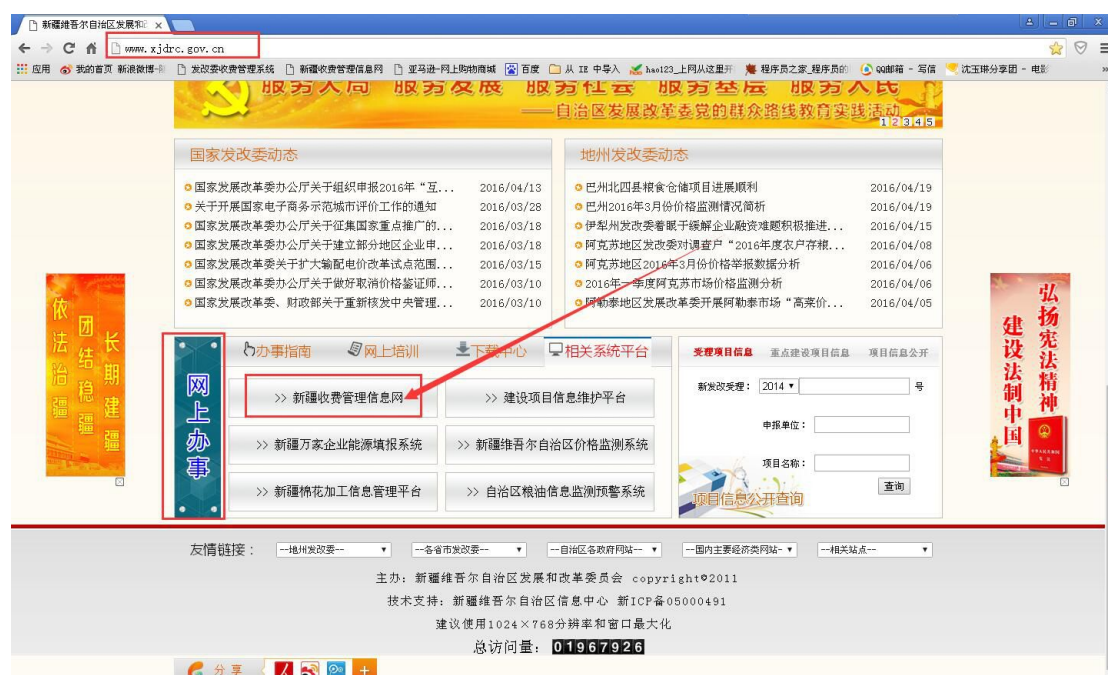 新疆维吾尔自治区发展和
www.xjdrc.gov.cn
应用 我的首页 新浪微博-
发改委收费管理系统 新疆收费管理信息网 亚马逊-网上购物商城 百度 从 IE 中导入 hao123_上网从这里开 程序员之家_程序员的 QQ邮箱 - 写信 沈玉琳分享团 - 电影
服务大局 服务发展 服务社会 服务基层 服务人民
——自治区发展改革委党的群众路线教育实践活动
1 2 3 4 5
国家发改委动态
国家发展改革委办公厅关于组织申报2016年“互... 2016/04/13
关于开展国家电子商务示范城市评价工作的通知 2016/03/28
国家发展改革委办公厅关于征集国家重点推广的... 2016/03/18
国家发展改革委办公厅关于建立部分地区企业申... 2016/03/18
国家发展改革委关于扩大输配电价改革试点范围... 2016/03/15
国家发展改革委办公厅关于做好取消价格鉴证师... 2016/03/10
国家发展改革委、财政部关于重新核发中央管理... 2016/03/10
地州发改委动态
巴州北四县粮食仓储项目进展顺利 2016/04/19
巴州2016年3月份价格监测情况简析 2016/04/19
伊犁州发改委着眼于缓解企业融资难题积极推进... 2016/04/15
阿克苏地区发改委对调查户“2016年度农户存粮... 2016/04/08
阿克苏地区2016年3月份价格举报数据分析 2016/04/06
2016年一季度阿克苏市场价格监测分析 2016/04/06
阿勒泰地区发展改革委开展阿勒泰市场“高菜价... 2016/04/05
依法治疆
团结稳疆
长期建疆
弘扬宪法精神
建设法制中国
网上办事
办事指南 网上培训 下载中心 相关系统平台
>> 新疆收费管理信息网 >> 建设项目信息维护平台
>> 新疆万家企业能源填报系统 >> 新疆维吾尔自治区价格监测系统
>> 新疆棉花加工信息管理平台 >> 自治区粮油信息监测预警系统
受理项目信息 重点建设项目信息 项目信息公开
新发改受理: 2014 号
申报单位:
项目名称:
查询
项目信息公开查询
友情链接: --地州发改委-- --各省市发改委-- --自治区各政府网站-- --国内主要经济类网站- --相关站点--
主办: 新疆维吾尔自治区发展和改革委员会 copyright©2011
技术支持: 新疆维吾尔自治区信息中心 新ICP备05000491
建议使用1024×768分辨率和窗口最大化
总访问量: 01967926
分享